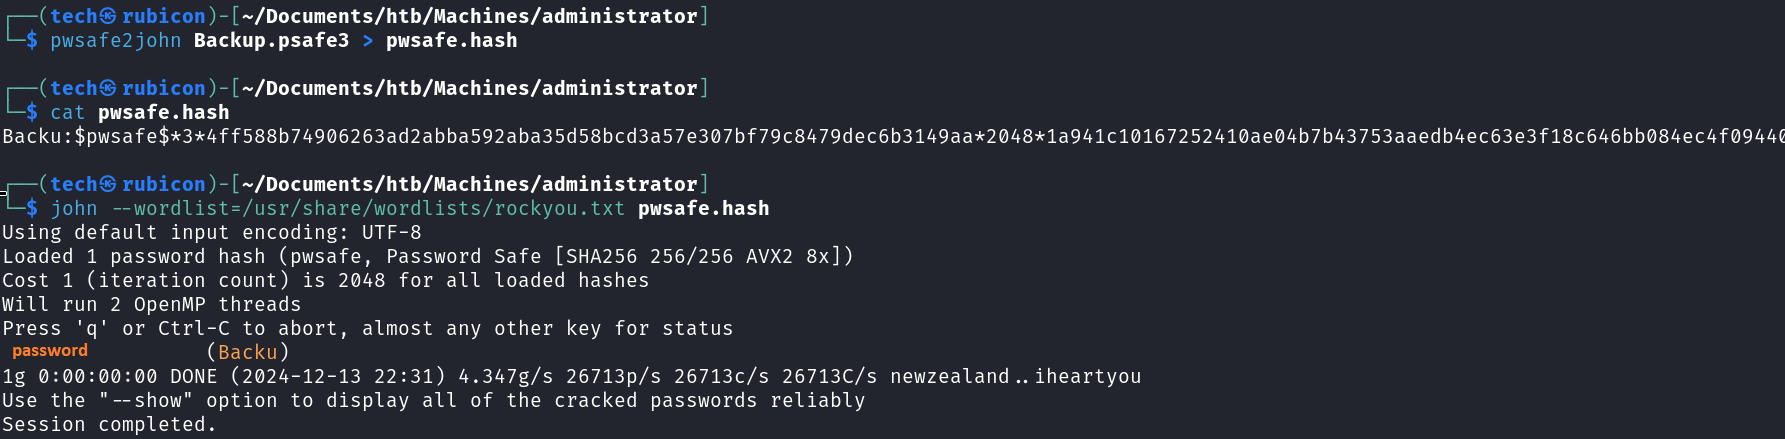 ┌──(tech㉿rubicon)-[~/Documents/htb/Machines/administrator]
└─$ pwsafe2john Backup.psafe3 > pwsafe.hash
┌──(tech㉿rubicon)-[~/Documents/htb/Machines/administrator]
└─$ cat pwsafe.hash
Backu:$pwsafe$*3*4ff588b74906263ad2abba592aba35d58bcd3a57e307bf79c8479dec6b3149aa*2048*1a941c10167252410ae04b7b43753aaedb4ec63e3f18c646bb084ec4f09440
┌──(tech㉿rubicon)-[~/Documents/htb/Machines/administrator]
└─$ john --wordlist=/usr/share/wordlists/rockyou.txt pwsafe.hash
Using default input encoding: UTF-8
Loaded 1 password hash (pwsafe, Password Safe [SHA256 256/256 AVX2 8x])
Cost 1 (iteration count) is 2048 for all loaded hashes
Will run 2 OpenMP threads
Press 'q' or Ctrl-C to abort, almost any other key for status
password (Backu)
1g 0:00:00:00 DONE (2024-12-13 22:31) 4.347g/s 26713p/s 26713c/s 26713C/s newzealand..iheartyou
Use the "--show" option to display all of the cracked passwords reliably
Session completed.